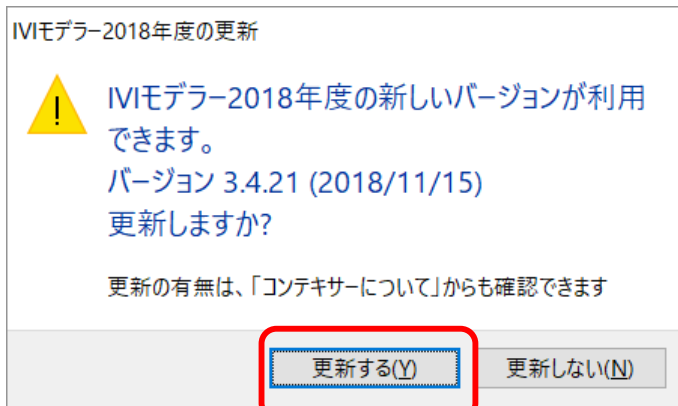 IVIモデラー2018年度の更新
IVIモデラー2018年度の新しいバージョンが利用
できます。
バージョン 3.4.21 (2018/11/15)
更新しますか?
更新の有無は、「コンテキサーについて」からも確認できます
更新する(Y)
更新しない(N)